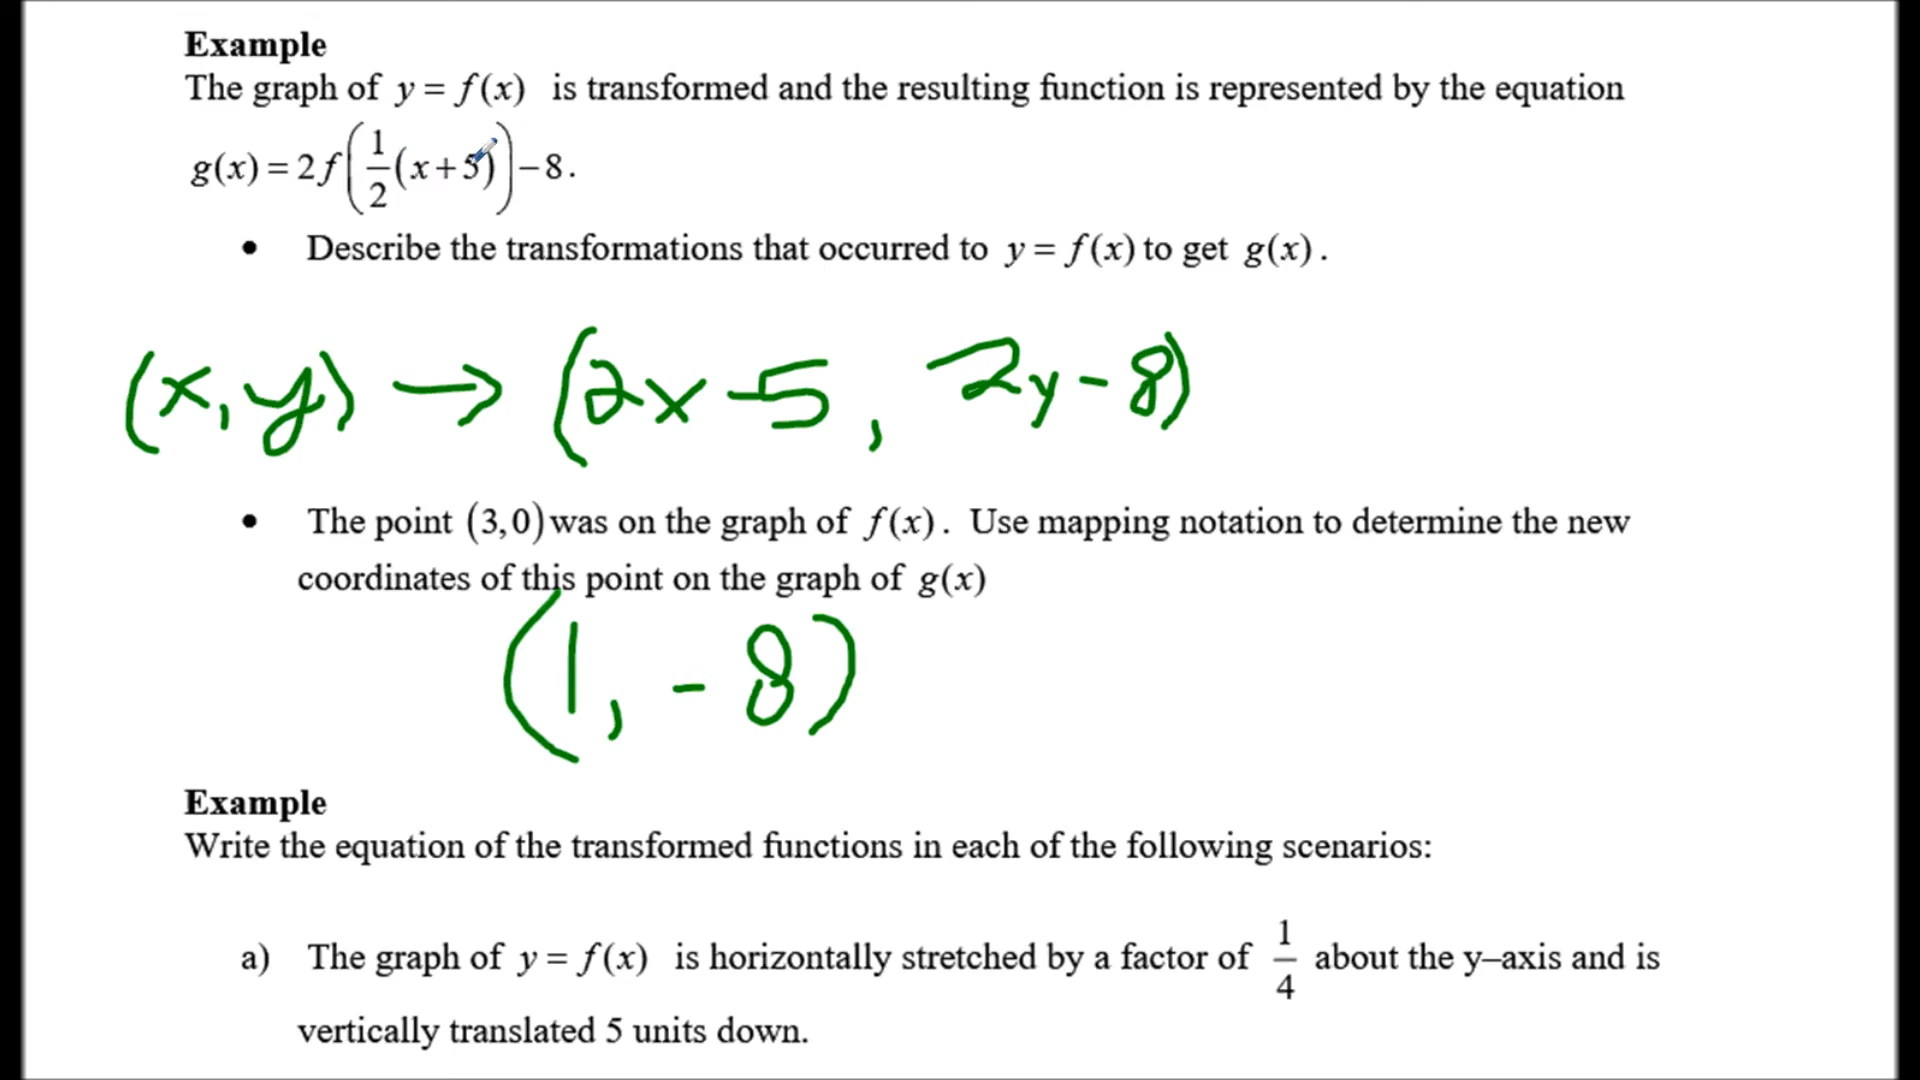 Example
The graph of y = f(x) is transformed and the resulting function is represented by the equation
g(x) = 2f(1/2(x+5))−8.
• Describe the transformations that occurred to y = f(x) to get g(x).
(x,y) → (2x-5, 2y-8)
• The point (3,0) was on the graph of f(x). Use mapping notation to determine the new
coordinates of this point on the graph of g(x)
(1, -8)
Example
Write the equation of the transformed functions in each of the following scenarios:
a) The graph of y = f(x) is horizontally stretched by a factor of 1/4 about the y–axis and is
vertically translated 5 units down.